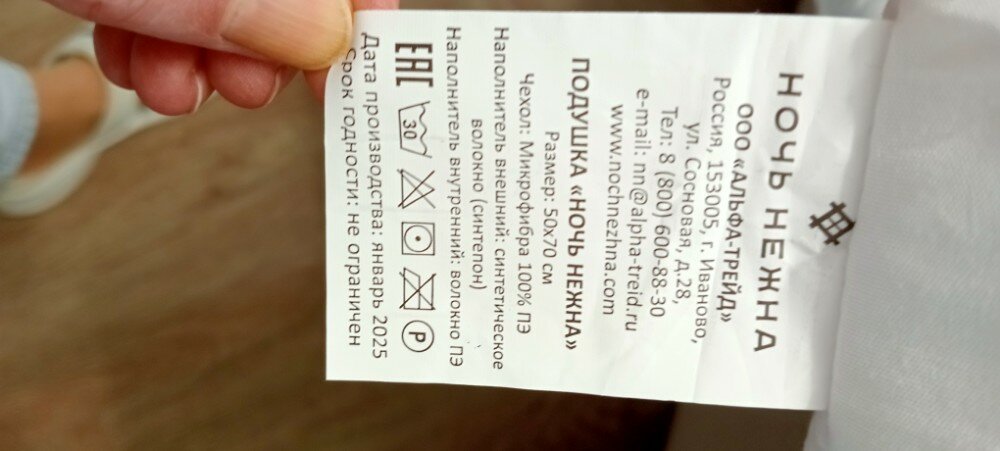 НОЧЬ НЕЖНА
ООО «АЛЬФА-ТРЕЙД»
Россия, 153005, г. Иваново,
ул. Сосновая, д.28,
Тел: 8 (800) 600-88-30
e-mail: nn@alpha-treid.ru
www.nochnezhna.com
ПОДУШКА «НОЧЬ НЕЖНА»
Размер: 50х70 см
Чехол: Микрофибра 100% ПЭ
Наполнитель внешний: синтетическое
волокно (синтепон)
Наполнитель внутренний: волокно ПЭ
EAC 30 P
Дата производства: январь 2025
Срок годности: не ограничен